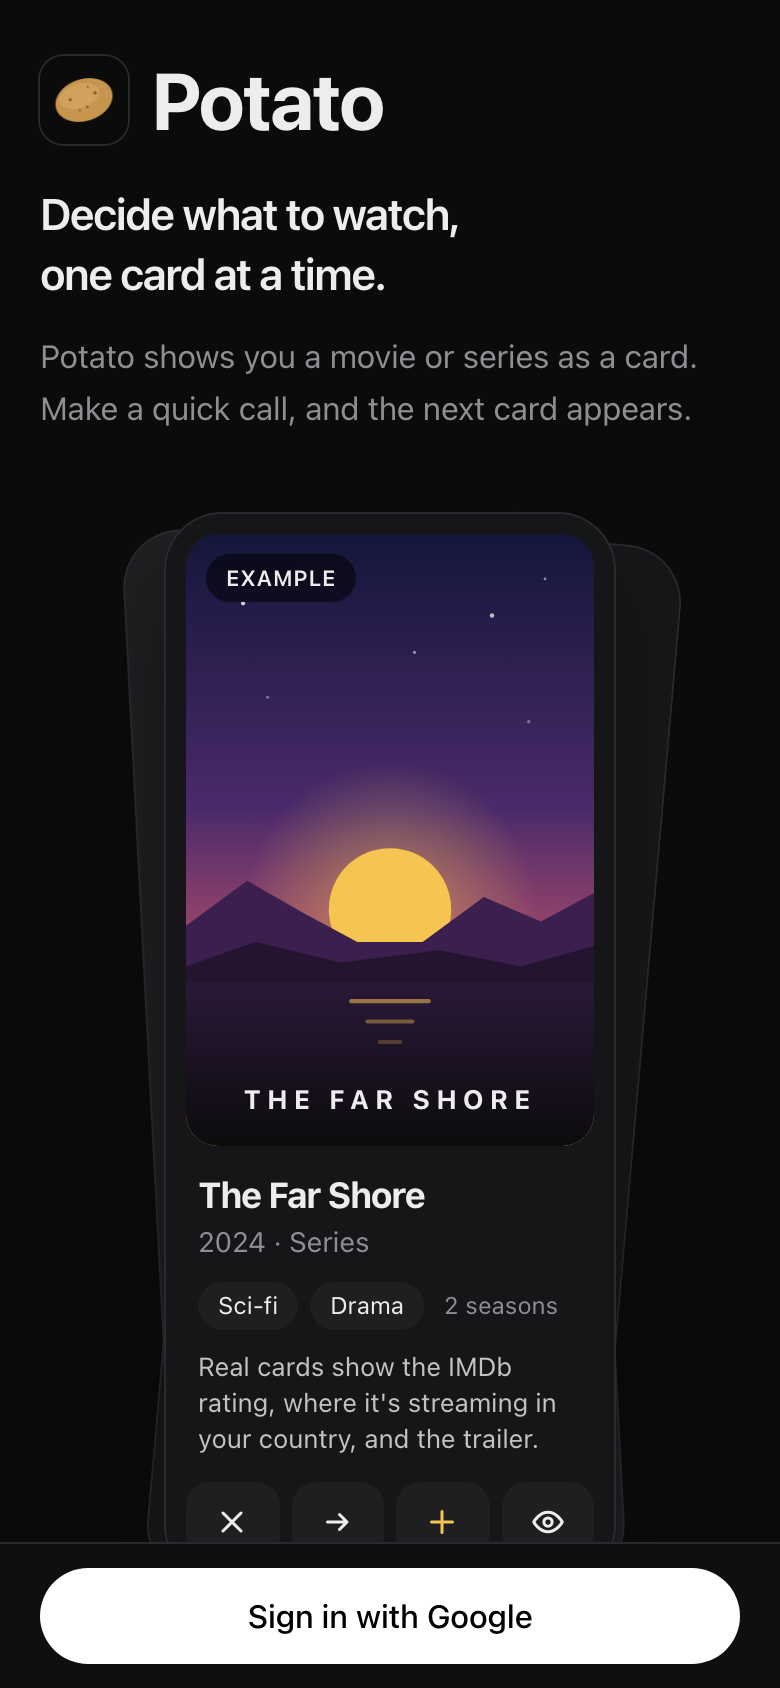 Potato
Decide what to watch,
one card at a time.
Potato shows you a movie or series as a card.
Make a quick call, and the next card appears.
EXAMPLE
THE FAR SHORE
The Far Shore
2024 · Series
Sci-fi Drama 2 seasons
Real cards show the IMDb
rating, where it's streaming in
your country, and the trailer.
Sign in with Google